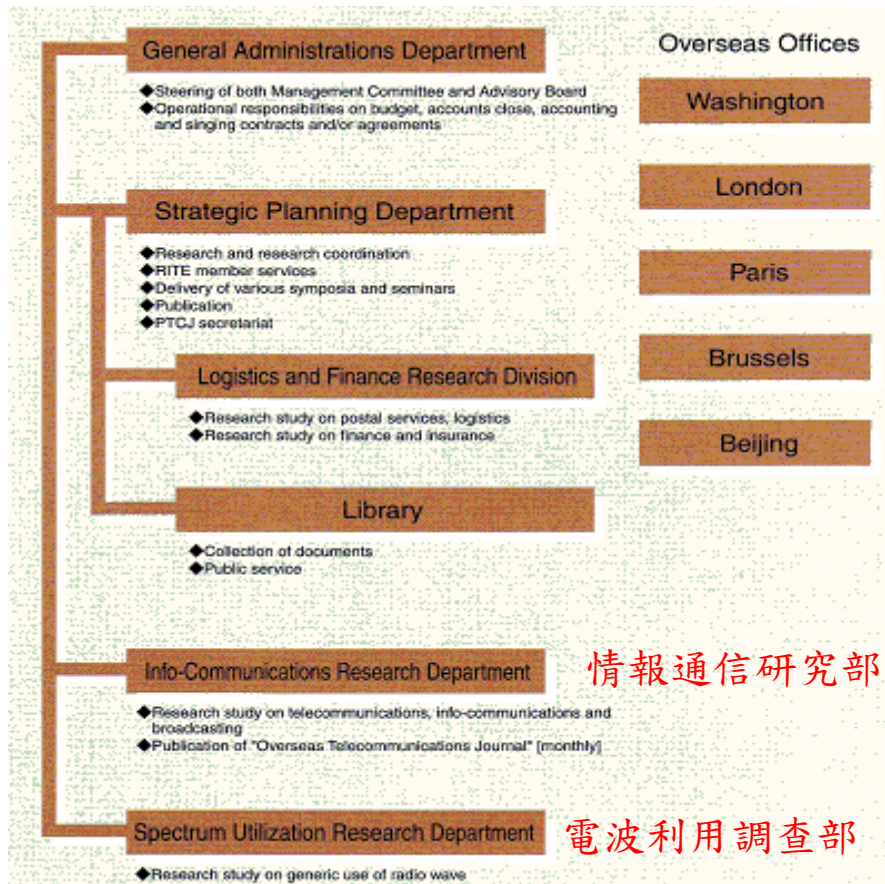 General Administrations Department
◆Steering of both Management Committee and Advisory Board
◆Operational responsibilities on budget, accounts close, accounting
and singing contracts and/or agreements
Strategic Planning Department
◆Research and research coordination
◆RITE member services
◆Delivery of various symposia and seminars
◆Publication
◆PTCJ secretariat
Logistics and Finance Research Division
◆Research study on postal services, logistics
◆Research study on finance and insurance
Library
◆Collection of documents
◆Public service
Info-Communications Research Department
情報通信研究部
◆Research study on telecommunications, info-communications and
broadcasting
◆Publication of "Overseas Telecommunications Journal" [monthly]
Spectrum Utilization Research Department
電波利用調査部
◆Research study on generic use of radio wave
Overseas Offices
Washington
London
Paris
Brussels
Beijing